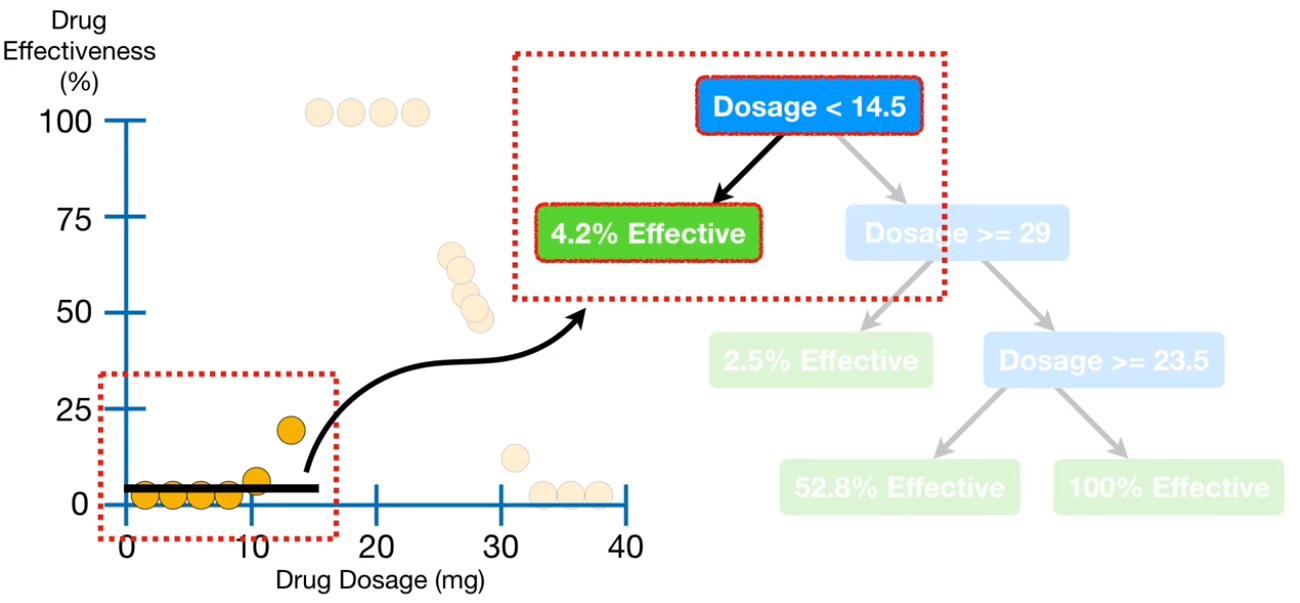 Drug
Effectiveness
(%)
100
75
50
25
0
0
10
20
30
40
Drug Dosage (mg)
Dosage < 14.5
4.2% Effective
Dosage >= 29
2.5% Effective
Dosage >= 23.5
52.8% Effective
100% Effective